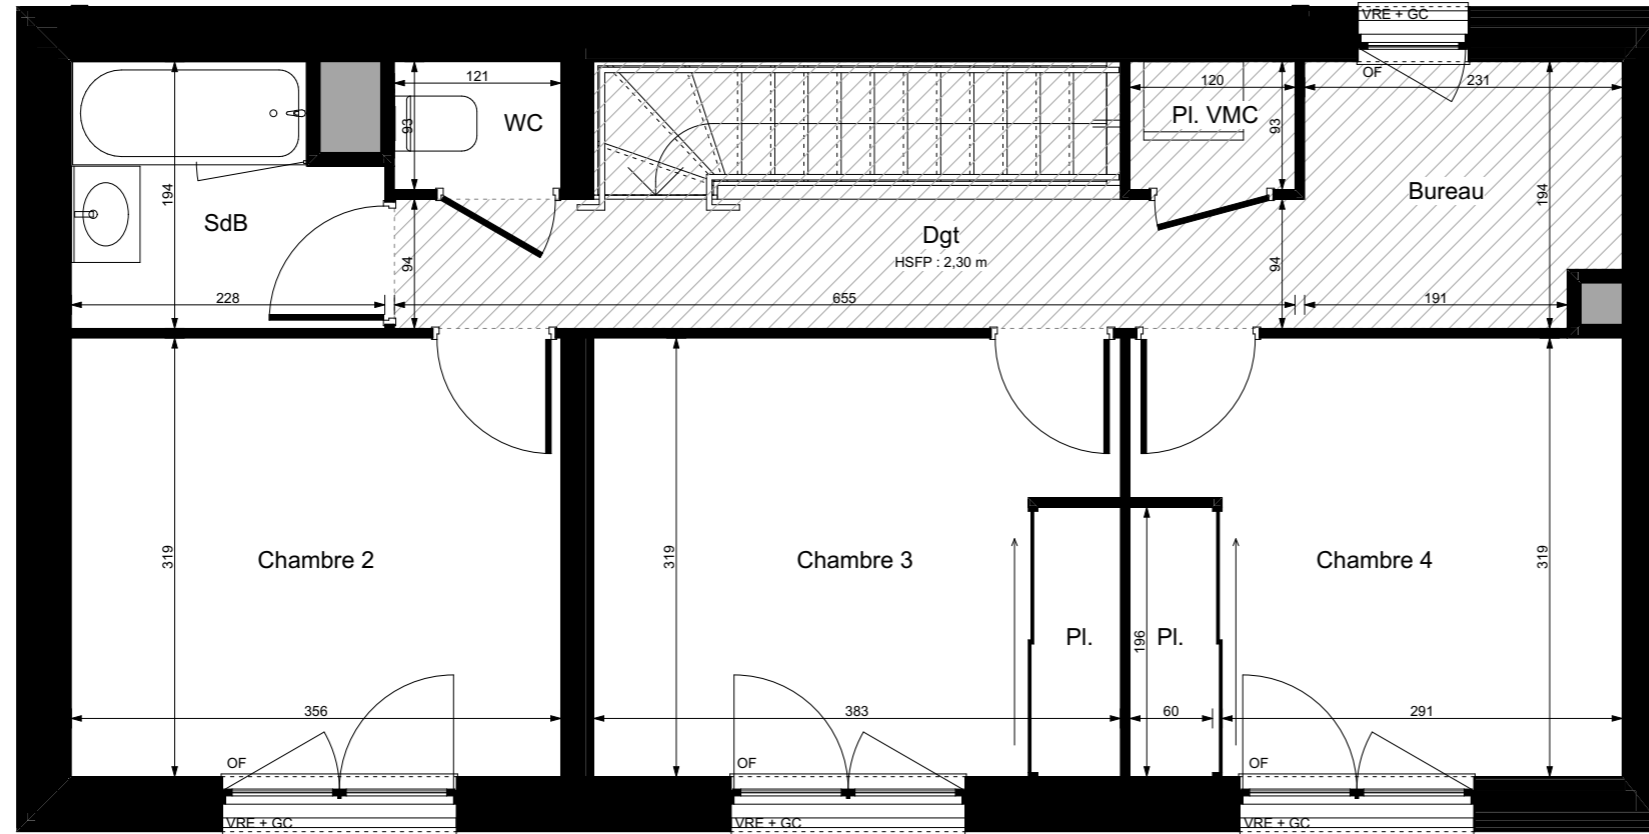 VRE + GC
OF
121
120
231
93
WC
Pl. VMC
93
194
SdB
Bureau
194
Dgt
HSFP : 2,30 m
94
94
228
655
191
319
Chambre 2
319
Chambre 3
Chambre 4
319
196
Pl.
Pl.
356
383
60
291
OF
OF
OF
VRE + GC
VRE + GC
VRE + GC